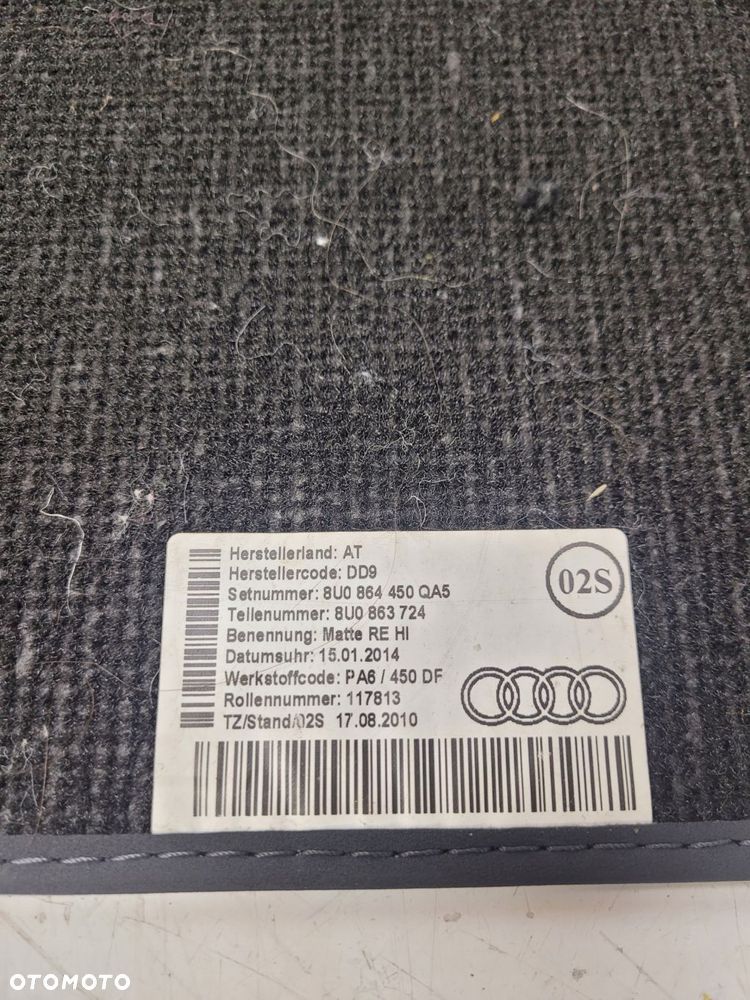 Herstellerland: AT
Herstellercode: DD9
Setnummer: 8U0 864 450 QA5
Teilenummer: 8U0 863 724
Benennung: Matte RE HI
Datumsuhr: 15.01.2014
Werkstoffcode: PA6 / 450 DF
Rollennummer: 117813
TZ/Stand/02S 17.08.2010
02S
OTOMOTO